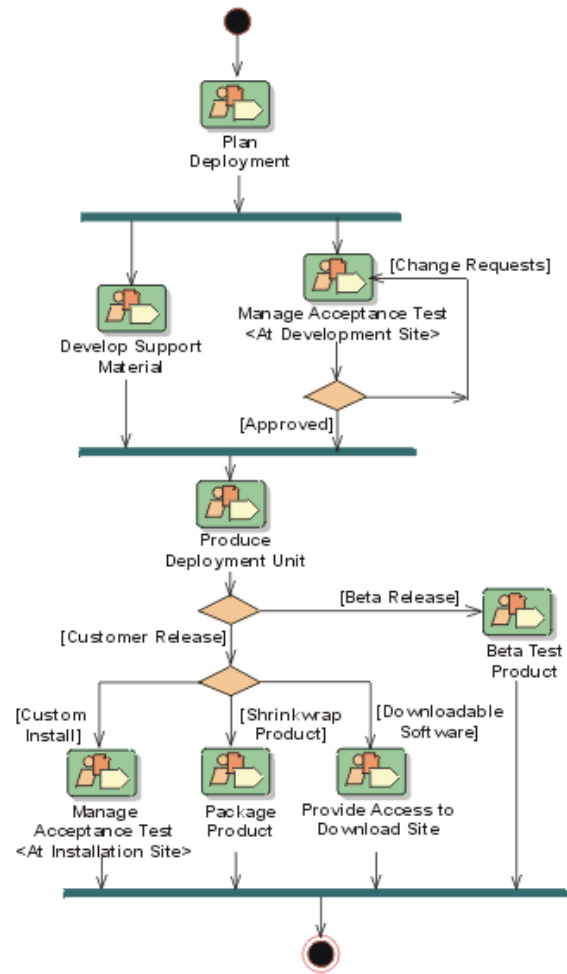 Plan
Deployment
[Change Requests]
Manage Acceptance Test
<At Development Site>
Develop Support
Material
[Approved]
Produce
Deployment Unit
[Beta Release]
[Customer Release]
Beta Test
Product
[Custom
Install]
[Shrinkwrap
Product]
[Downloadable
Software]
Manage
Acceptance Test
<At Installation Site>
Package
Product
Provide Access to
Download Site